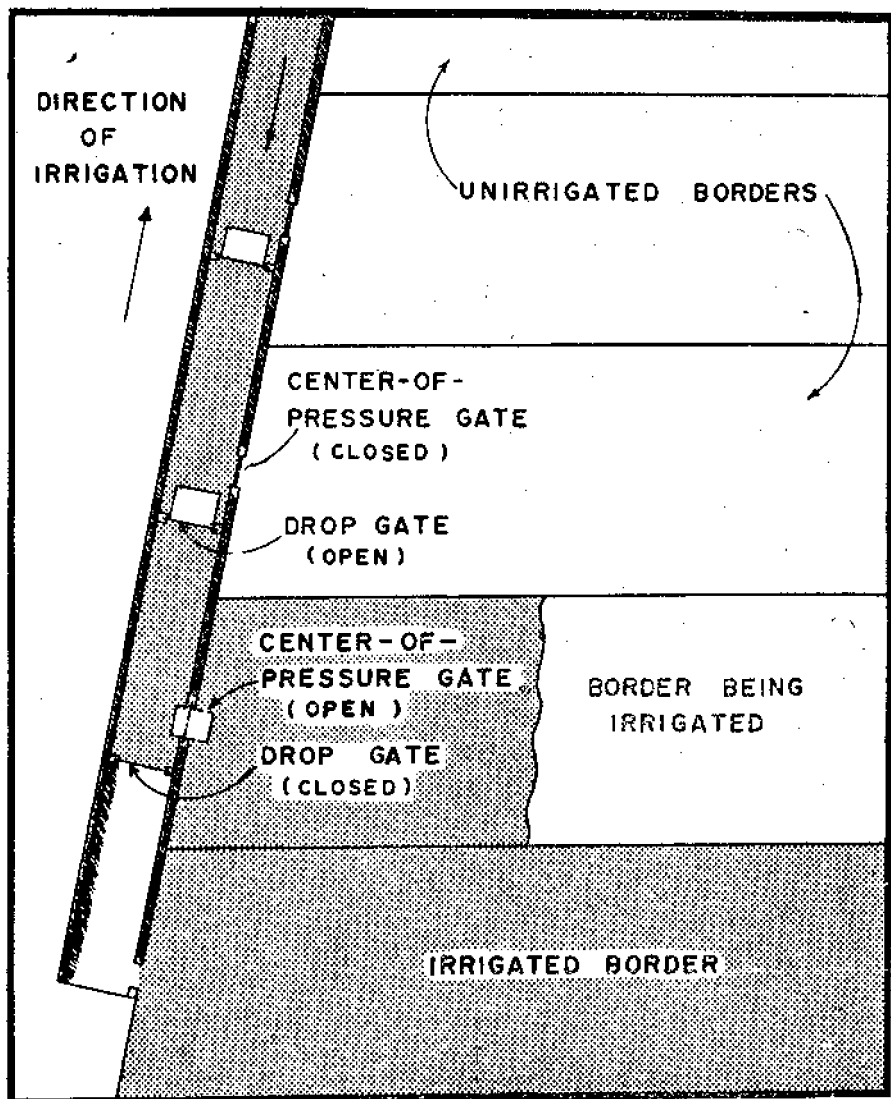 DIRECTION
OF
IRRIGATION
UNIRRIGATED BORDERS
CENTER-OF-
PRESSURE GATE
(CLOSED)
DROP GATE
(OPEN)
CENTER-OF-
PRESSURE GATE
(OPEN)
DROP GATE
(CLOSED)
BORDER BEING
IRRIGATED
IRRIGATED BORDER